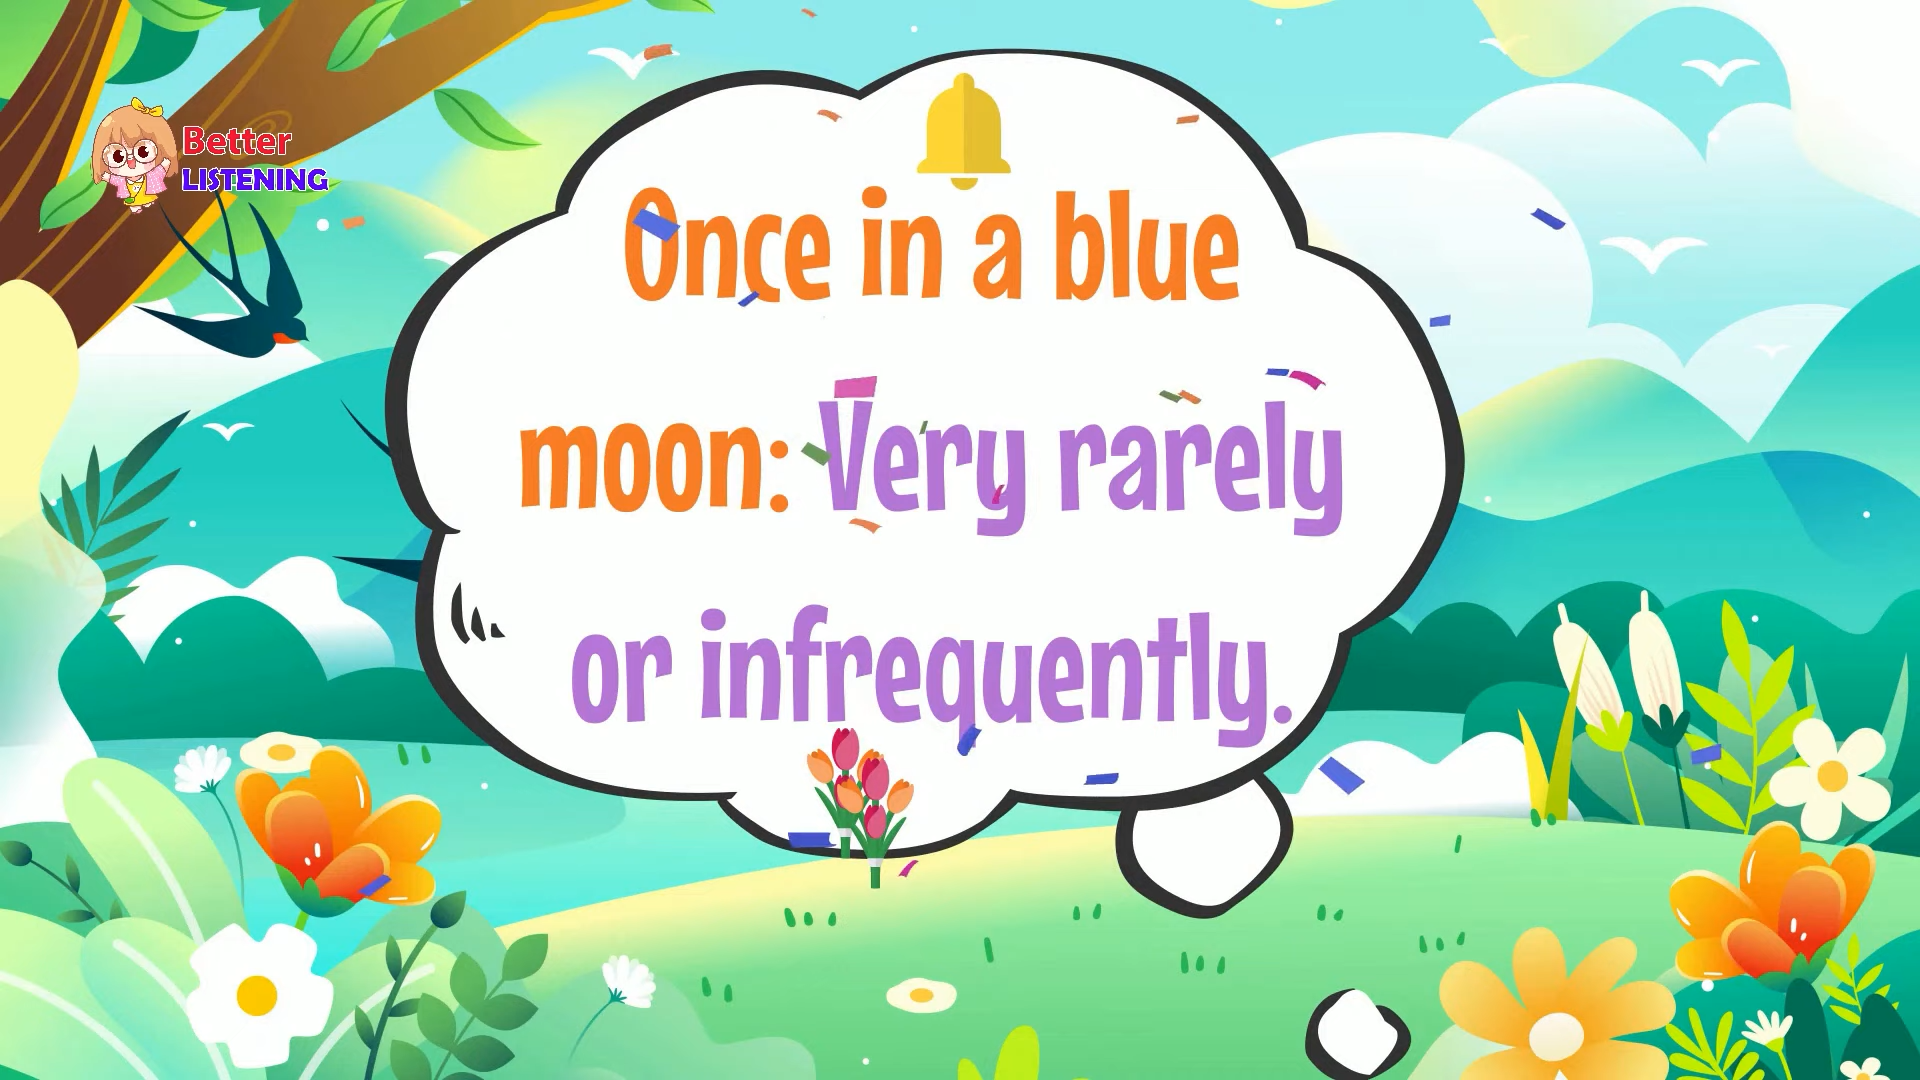 Better
LISTENING
Once in a blue
moon: Very rarely
or infrequently.